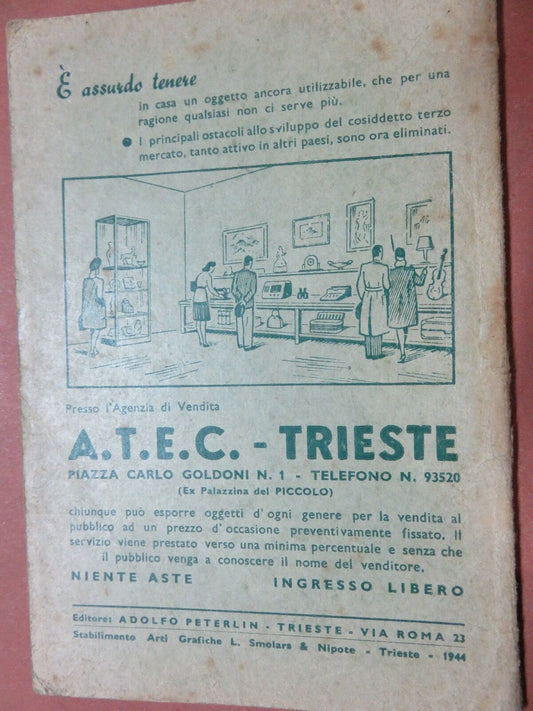 È assurdo tenere
in casa un oggetto ancora utilizzabile, che per una
ragione qualsiasi non ci serve più.
● I principali ostacoli allo sviluppo del cosiddetto terzo
mercato, tanto attivo in altri paesi, sono ora eliminati.
Presso l'Agenzia di Vendita
A.T.E.C. - TRIESTE
PIAZZA CARLO GOLDONI N. 1 - TELEFONO N. 93520
(Ex Palazzina del PICCOLO)
chiunque può esporre oggetti d'ogni genere per la vendita al
pubblico ad un prezzo d'occasione preventivamente fissato. Il
servizio viene prestato verso una minima percentuale e senza che
il pubblico venga a conoscere il nome del venditore.
NIENTE ASTE INGRESSO LIBERO
Editore: ADOLFO PETERLIN - TRIESTE - VIA ROMA 23
Stabilimento Arti Grafiche L. Smolars & Nipote - Trieste - 1944